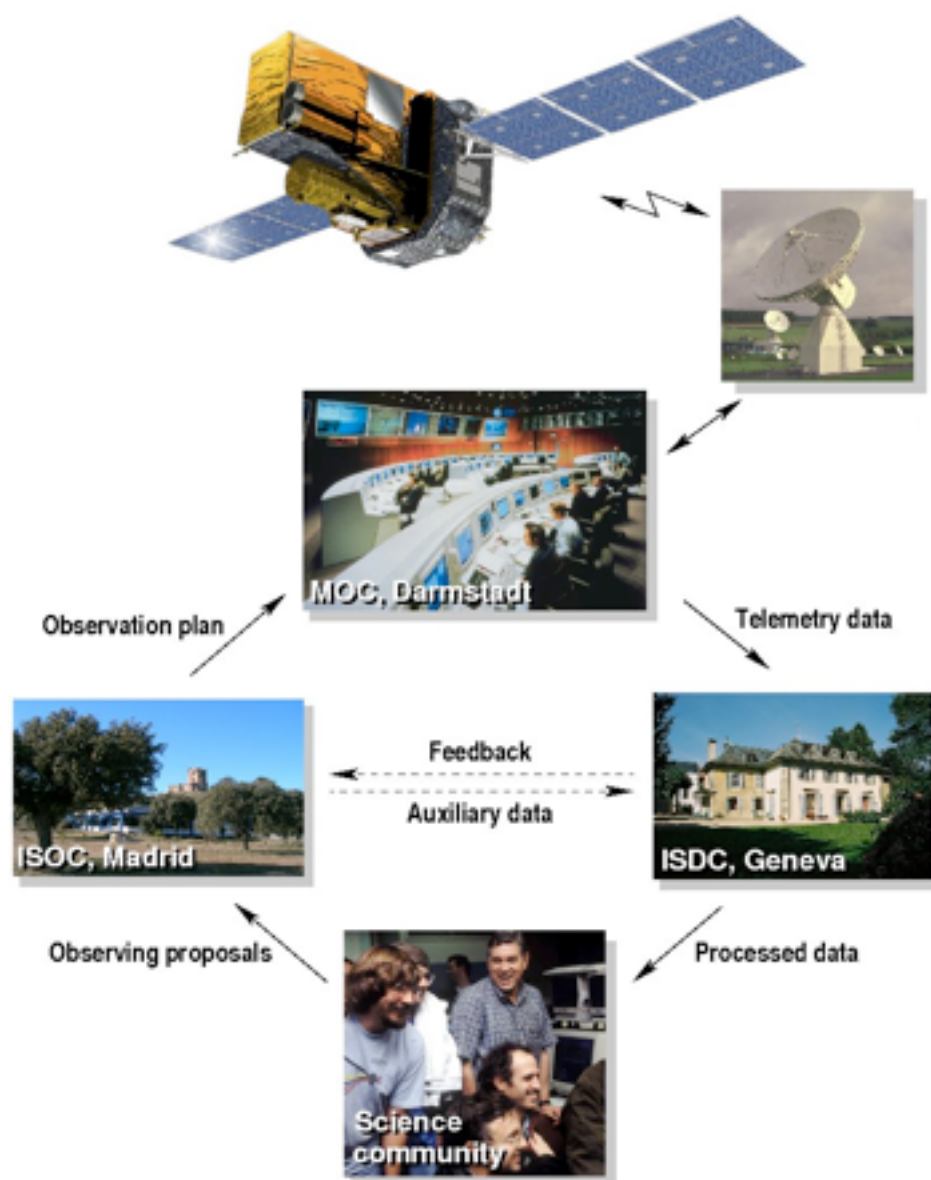 MOC, Darmstadt
Observation plan
Telemetry data
Feedback
Auxiliary data
ISOC, Madrid
ISDC, Geneva
Observing proposals
Processed data
Science
community